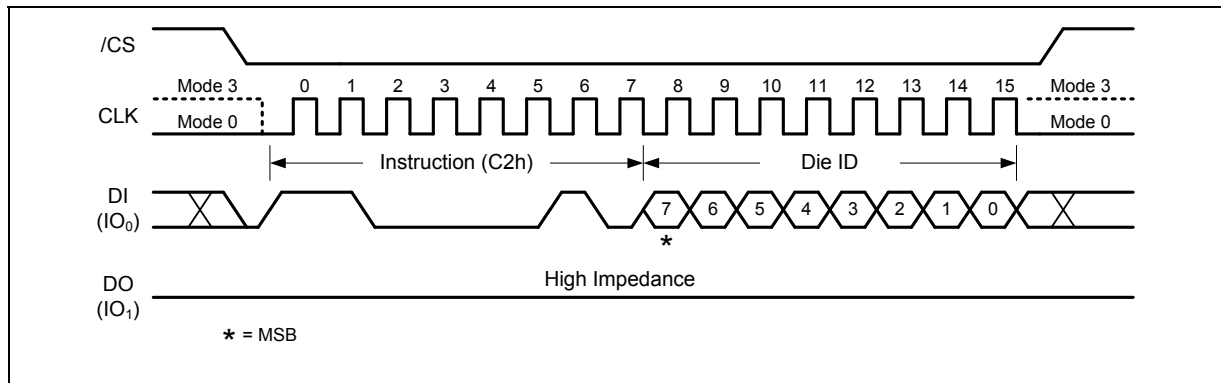 /CS
Mode 3 0 1 2 3 4 5 6 7 8 9 10 11 12 13 14 15 Mode 3
CLK
Mode 0 Mode 0
Instruction (C2h) Die ID
DI
(IO₀)
7 6 5 4 3 2 1 0
*
High Impedance
DO
(IO₁)
* = MSB